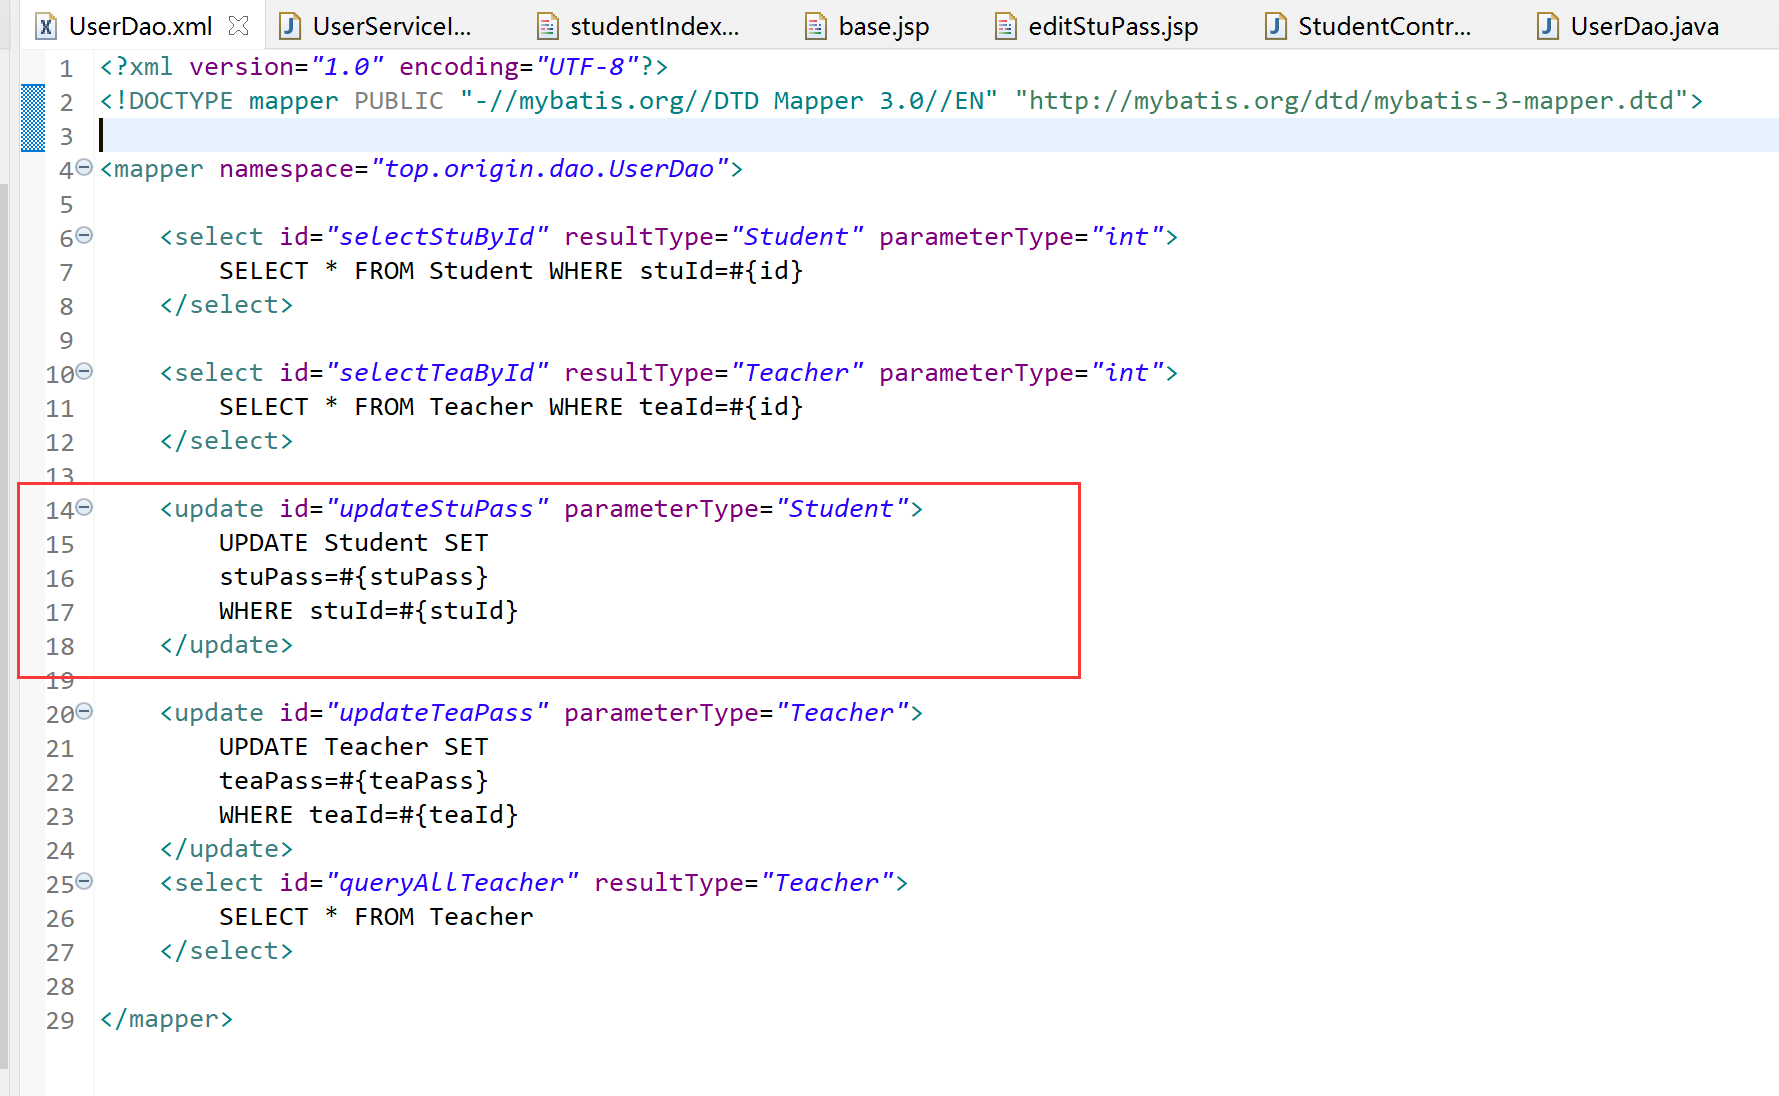 UserDao.xml UserServiceI... studentIndex... base.jsp editStuPass.jsp StudentContr... UserDao.java
1 <?xml version="1.0" encoding="UTF-8"?>
2 <!DOCTYPE mapper PUBLIC "-//mybatis.org//DTD Mapper 3.0//EN" "http://mybatis.org/dtd/mybatis-3-mapper.dtd">
3
4 <mapper namespace="top.origin.dao.UserDao">
5
6 <select id="selectStuById" resultType="Student" parameterType="int">
7 SELECT * FROM Student WHERE stuId=#{id}
8 </select>
9
10 <select id="selectTeaById" resultType="Teacher" parameterType="int">
11 SELECT * FROM Teacher WHERE teaId=#{id}
12 </select>
13
14 <update id="updateStuPass" parameterType="Student">
15 UPDATE Student SET
16 stuPass=#{stuPass}
17 WHERE stuId=#{stuId}
18 </update>
19
20 <update id="updateTeaPass" parameterType="Teacher">
21 UPDATE Teacher SET
22 teaPass=#{teaPass}
23 WHERE teaId=#{teaId}
24 </update>
25 <select id="queryAllTeacher" resultType="Teacher">
26 SELECT * FROM Teacher
27 </select>
28
29 </mapper>